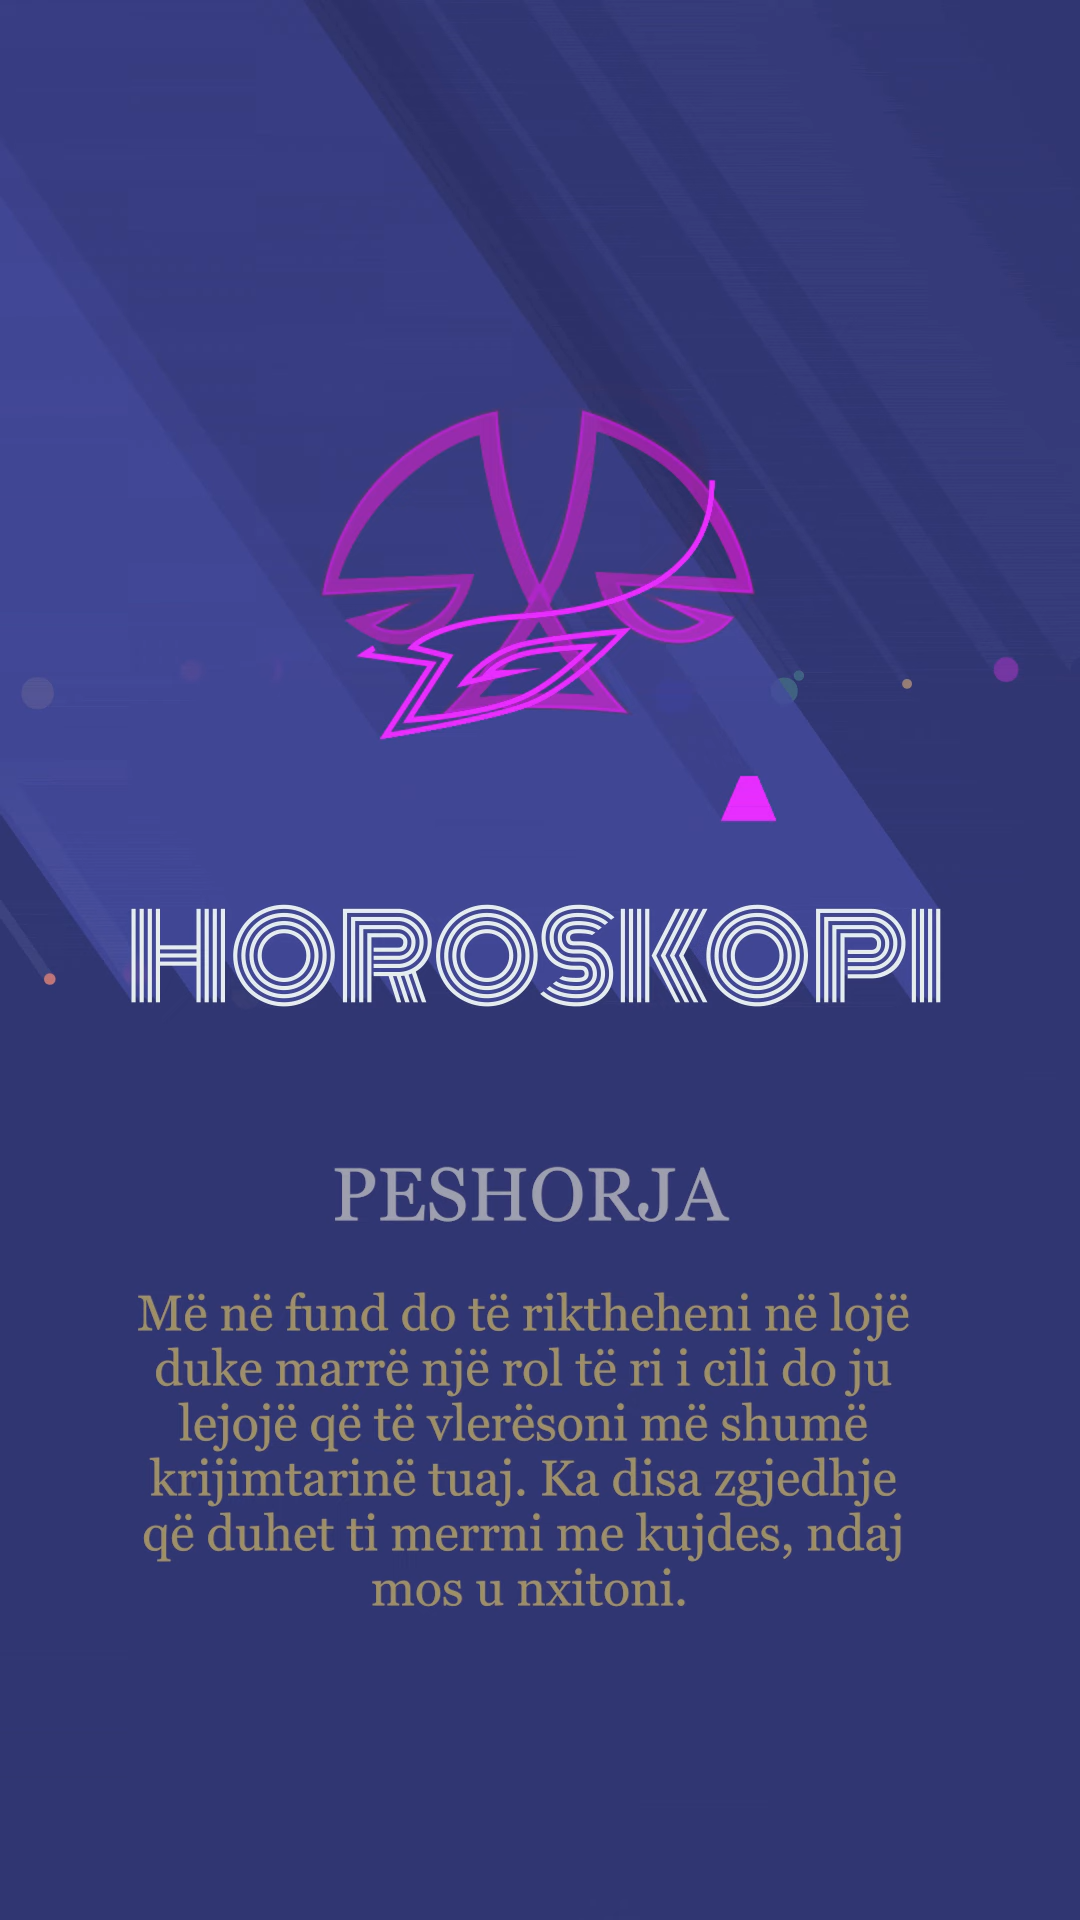 HOROSKOPI
PESHORJA
Më në fund do të riktheheni në lojë
duke marrë një rol të ri i cili do ju
lejojë që të vlerësoni më shumë
krijimtarinë tuaj. Ka disa zgjedhje
që duhet ti merrni me kujdes, ndaj
mos u nxitoni.